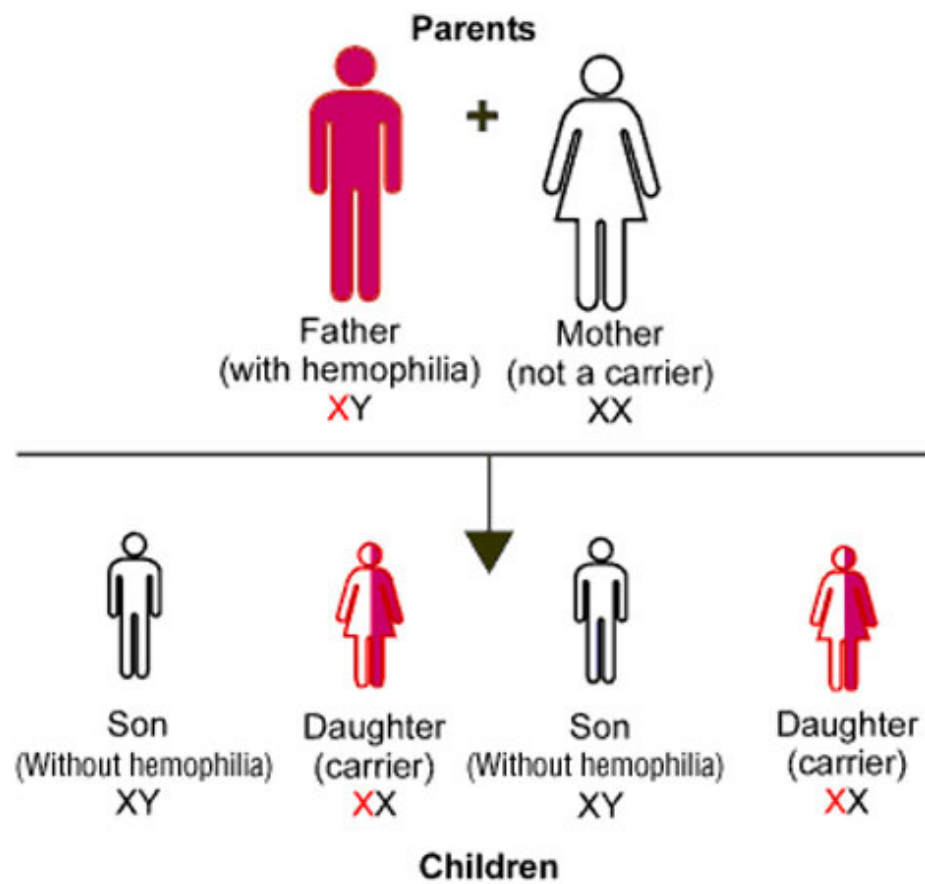 Parents
+
Father
(with hemophilia)
XY
Mother
(not a carrier)
XX
Son
(Without hemophilia)
XY
Daughter
(carrier)
XX
Son
(Without hemophilia)
XY
Daughter
(carrier)
XX
Children